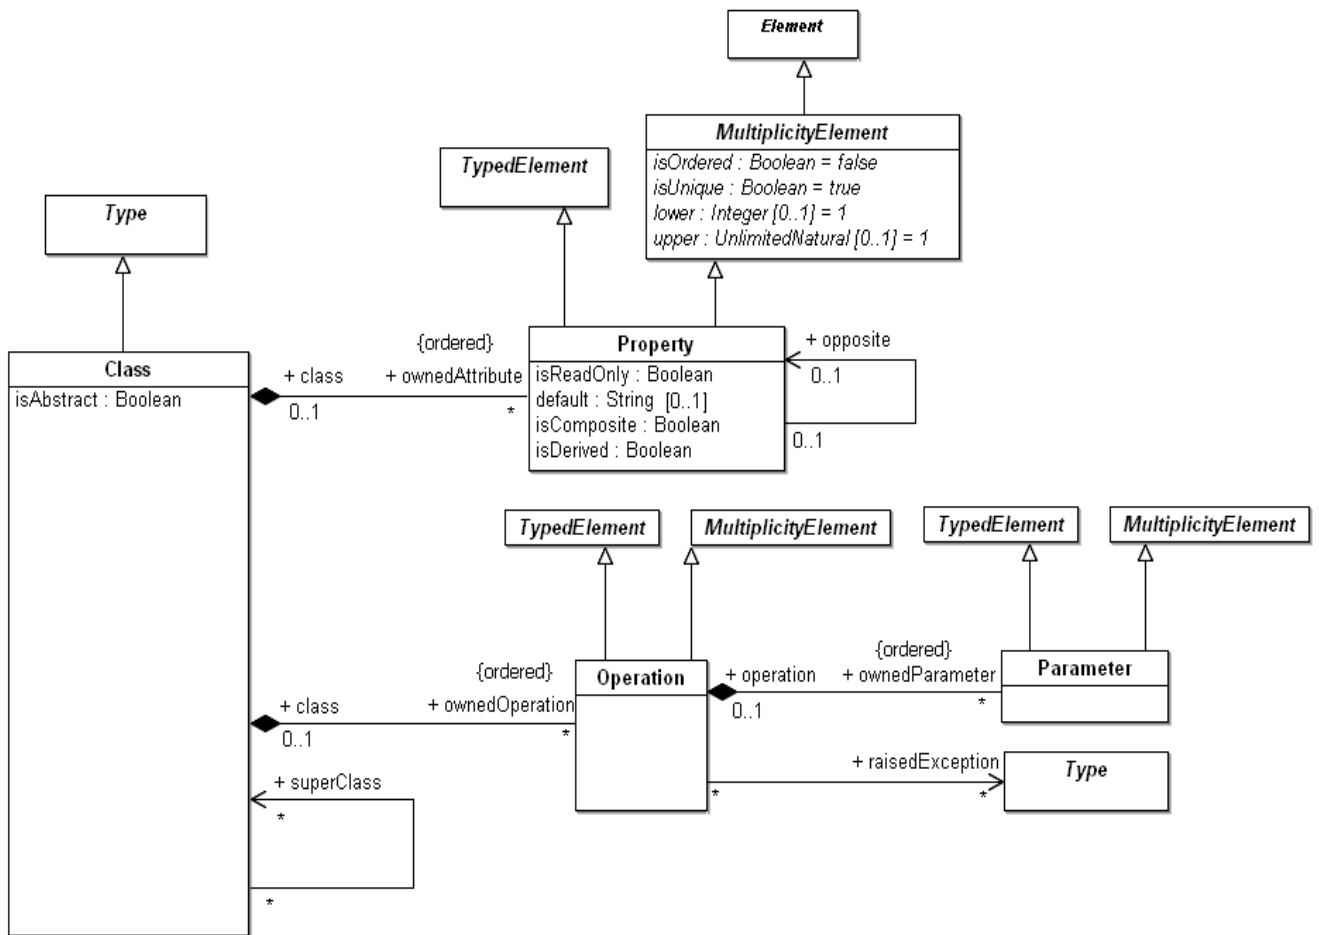 Element
MultiplicityElement
isOrdered : Boolean = false
isUnique : Boolean = true
lower : Integer [0..1] = 1
upper : UnlimitedNatural [0..1] = 1
TypedElement
Type
Class
isAbstract : Boolean
+ class
0..1
{ordered}
+ ownedAttribute
*
Property
isReadOnly : Boolean
default : String [0..1]
isComposite : Boolean
isDerived : Boolean
+ opposite
0..1
0..1
TypedElement
MultiplicityElement
TypedElement
MultiplicityElement
+ class
0..1
{ordered}
+ ownedOperation
*
Operation
+ operation
0..1
{ordered}
+ ownedParameter
*
Parameter
+ raisedException
*
*
Type
+ superClass
*
*